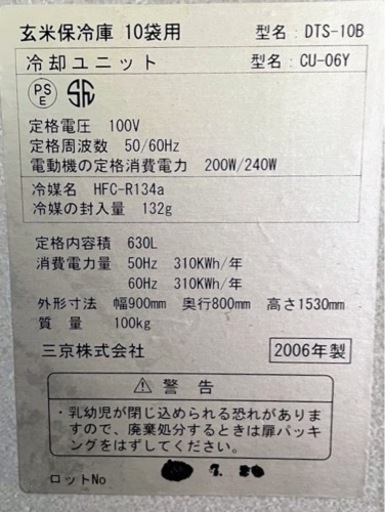 玄米保冷庫 10袋用 型名：DTS-10B
冷却ユニット 型名：CU-06Y
PSE
定格電圧 100V
定格周波数 50/60Hz
電動機の定格消費電力 200W/240W
冷媒名 HFC-R134a
冷媒の封入量 132g
定格内容積 630L
消費電力量 50Hz 310KWh/年
60Hz 310KWh/年
外形寸法 幅900mm 奥行800mm 高さ1530mm
質量 100kg
三京株式会社 2006年製
⚠ 警告
・乳幼児が閉じ込められる恐れがあり
ますので、廃棄処分するときは扉パッキ
ングをはずしてください。
ロットNo